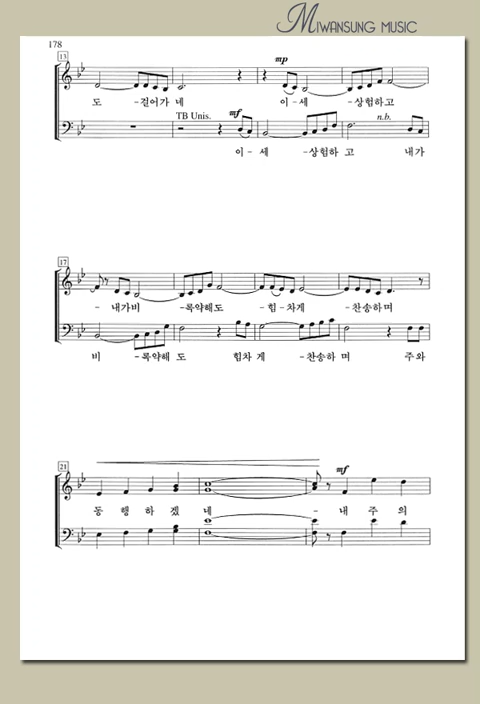 MIWANSUNG MUSIC
178
13
mp
도 - 걸어가 네 이 - 세 - 상험하고
TB Unis. mf n.b.
이 - 세 - 상험하 고 내가
17
- 내가비 - 록약해도 - 힘 - 차게 - 찬송하며
비 - 록약해 도 힘차 게 - 찬송하 며 주와
21
mf
동 행 하 겠 네 - 내 주 의